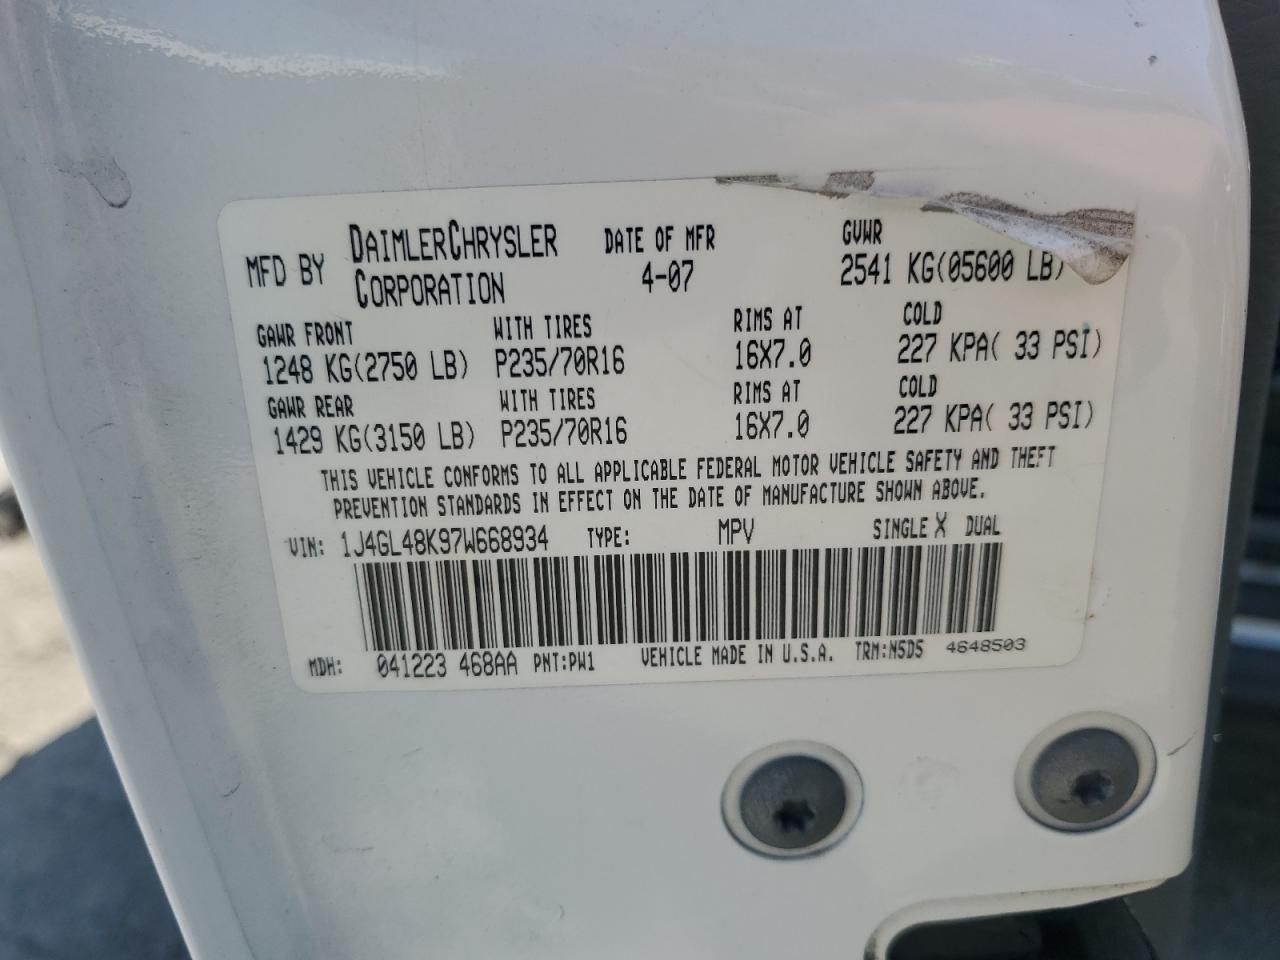 MFD BY DAIMLERCHRYSLER CORPORATION DATE OF MFR 4-07 GVWR 2541 KG(05600 LB)
GAWR FRONT WITH TIRES RIMS AT COLD
1248 KG(2750 LB) P235/70R16 16X7.0 227 KPA( 33 PSI)
GAWR REAR WITH TIRES RIMS AT COLD
1429 KG(3150 LB) P235/70R16 16X7.0 227 KPA( 33 PSI)
THIS VEHICLE CONFORMS TO ALL APPLICABLE FEDERAL MOTOR VEHICLE SAFETY AND THEFT
PREVENTION STANDARDS IN EFFECT ON THE DATE OF MANUFACTURE SHOWN ABOVE.
VIN: 1J4GL48K97W668934 TYPE: MPV SINGLE X DUAL
MDH: 041223 468AA PNT:PW1 VEHICLE MADE IN U.S.A. TRM:N5D5 4648503